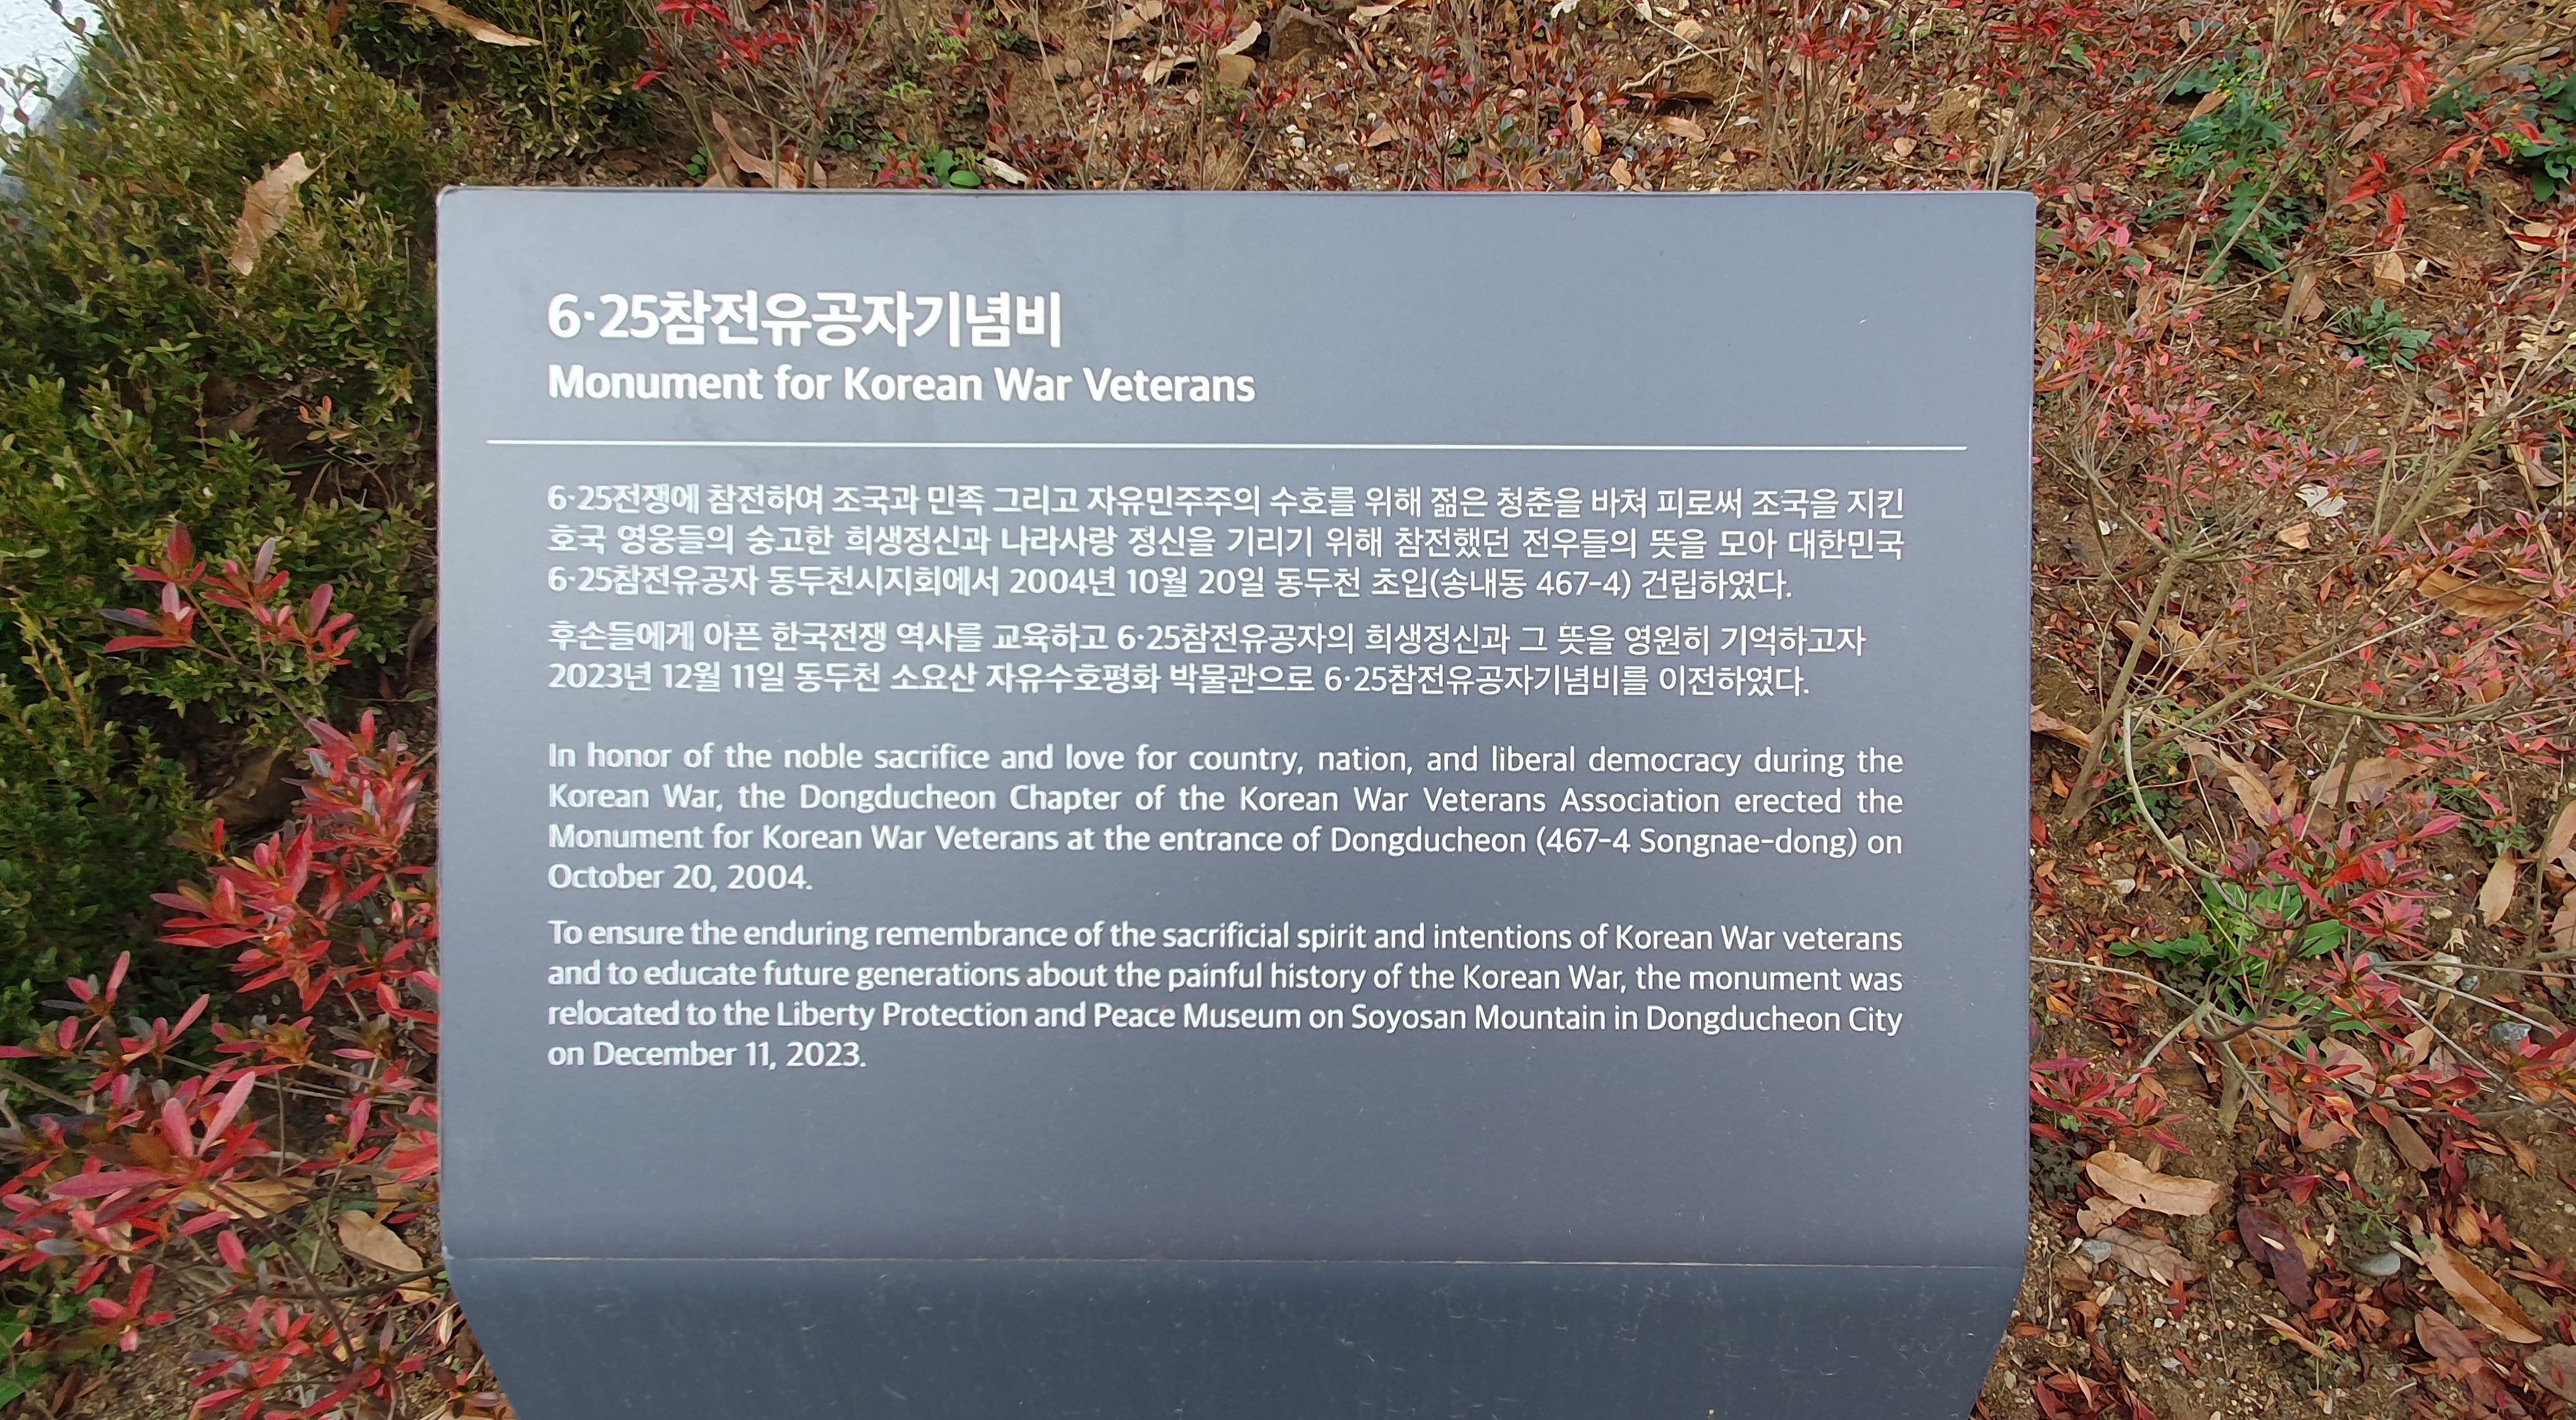 6·25참전유공자기념비
Monument for Korean War Veterans
6·25전쟁에 참전하여 조국과 민족 그리고 자유민주주의 수호를 위해 젊은 청춘을 바쳐 피로써 조국을 지킨
호국 영웅들의 숭고한 희생정신과 나라사랑 정신을 기리기 위해 참전했던 전우들의 뜻을 모아 대한민국
6·25참전유공자 동두천시지회에서 2004년 10월 20일 동두천 초입(송내동 467-4) 건립하였다.
후손들에게 아픈 한국전쟁 역사를 교육하고 6·25참전유공자의 희생정신과 그 뜻을 영원히 기억하고자
2023년 12월 11일 동두천 소요산 자유수호평화 박물관으로 6·25참전유공자기념비를 이전하였다.
In honor of the noble sacrifice and love for country, nation, and liberal democracy during the
Korean War, the Dongducheon Chapter of the Korean War Veterans Association erected the
Monument for Korean War Veterans at the entrance of Dongducheon (467-4 Songnae-dong) on
October 20, 2004.
To ensure the enduring remembrance of the sacrificial spirit and intentions of Korean War veterans
and to educate future generations about the painful history of the Korean War, the monument was
relocated to the Liberty Protection and Peace Museum on Soyosan Mountain in Dongducheon City
on December 11, 2023.